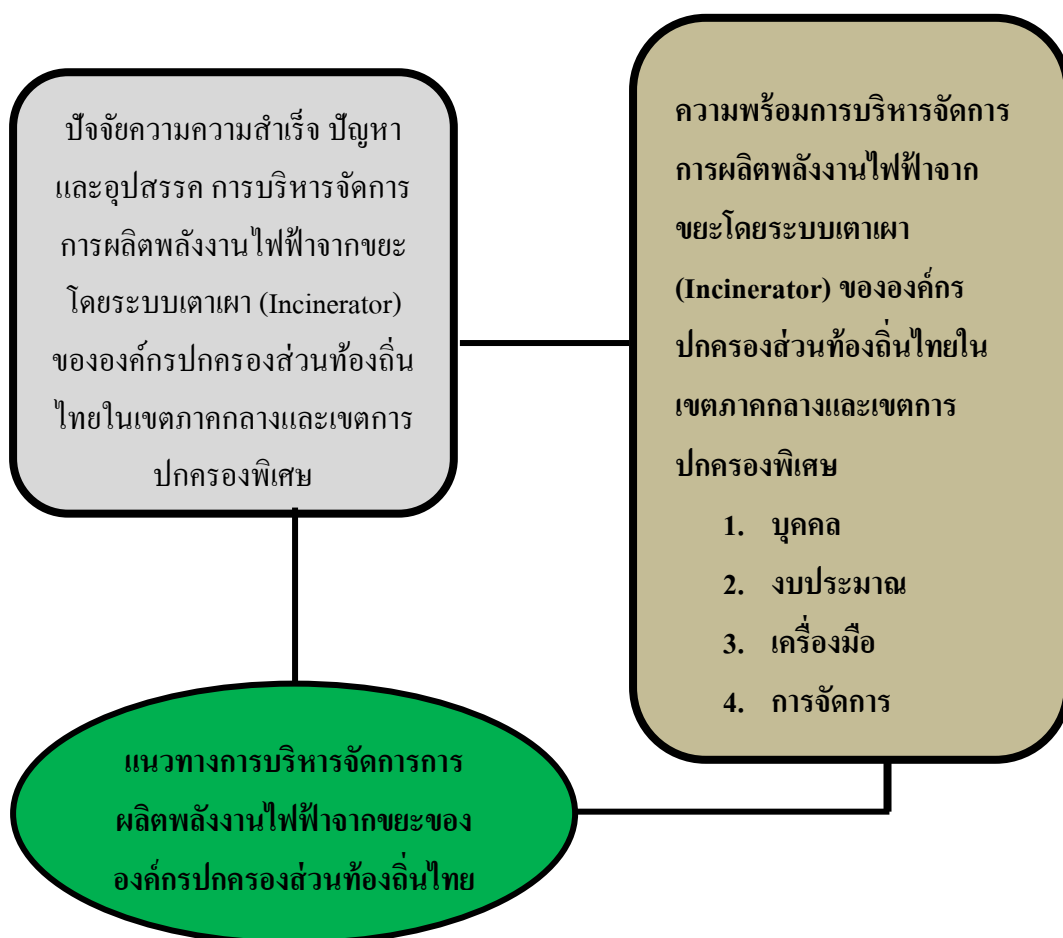 ปัจจัยความความสำเร็จ ปัญหา
และอุปสรรค การบริหารจัดการ
การผลิตพลังงานไฟฟ้าจากขยะ
โดยระบบเตาเผา (Incinerator)
ขององค์กรปกครองส่วนท้องถิ่น
ไทยในเขตภาคกลางและเขตการ
ปกครองพิเศษ
ความพร้อมการบริหารจัดการ
การผลิตพลังงานไฟฟ้าจาก
ขยะโดยระบบเตาเผา
(Incinerator) ขององค์กร
ปกครองส่วนท้องถิ่นไทยใน
เขตภาคกลางและเขตการ
ปกครองพิเศษ
1. บุคคล
2. งบประมาณ
3. เครื่องมือ
4. การจัดการ
แนวทางการบริหารจัดการการ
ผลิตพลังงานไฟฟ้าจากขยะของ
องค์กรปกครองส่วนท้องถิ่นไทย